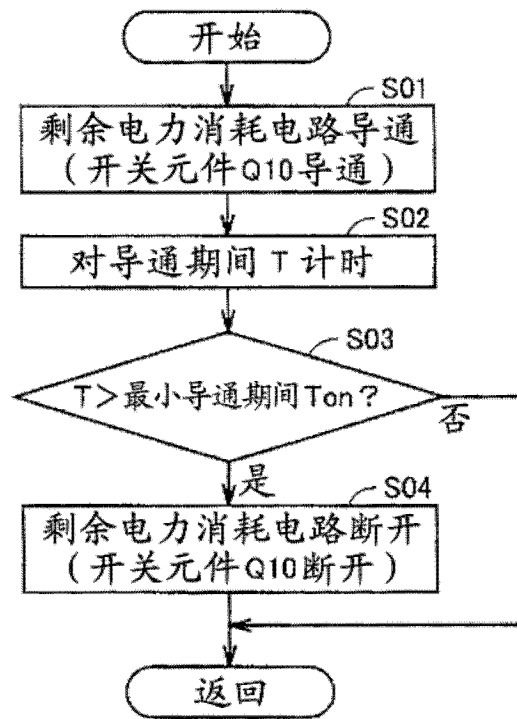 开始
S01
剩余电力消耗电路导通
(开关元件Q10导通)
S02
对导通期间T计时
S03
T>最小导通期间Ton?
否
是
S04
剩余电力消耗电路断开
(开关元件Q10断开)
返回